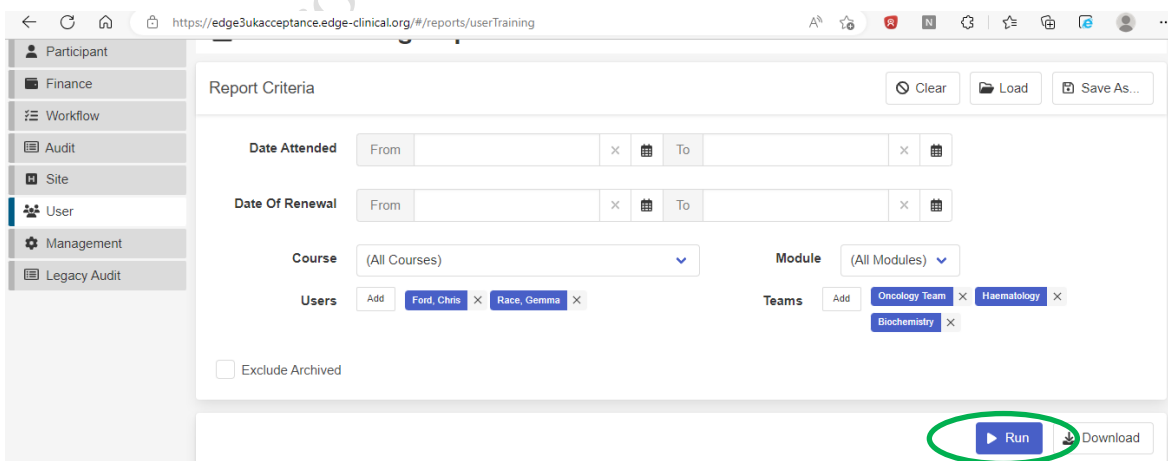 https://edge3ukacceptance.edge-clinical.org/#/reports/userTraining
Participant
Finance
Workflow
Audit
Site
User
Management
Legacy Audit
Report Criteria
Clear Load Save As...
Date Attended From To
Date Of Renewal From To
Course (All Courses) Module (All Modules)
Users Add Ford, Chris Race, Gemma Teams Add Oncology Team Haematology
Biochemistry
Exclude Archived
Run Download